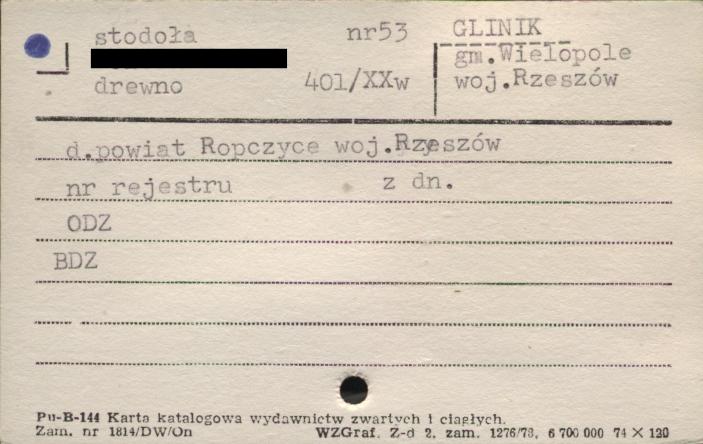 stodoła nr53 GLINIK
gm.Wielopole
drewno 401/XXw woj.Rzeszów
d.powiat Ropczyce woj.Rzeszów
nr rejestru z dn.
ODZ
BDZ
Pu-B-144 Karta katalogowa wydawnictw zwartych i ciągłych.
Zam. nr 1814/DW/On WZGraf. Z-d 2, zam. 1276/73, 6 700 000 74 × 120